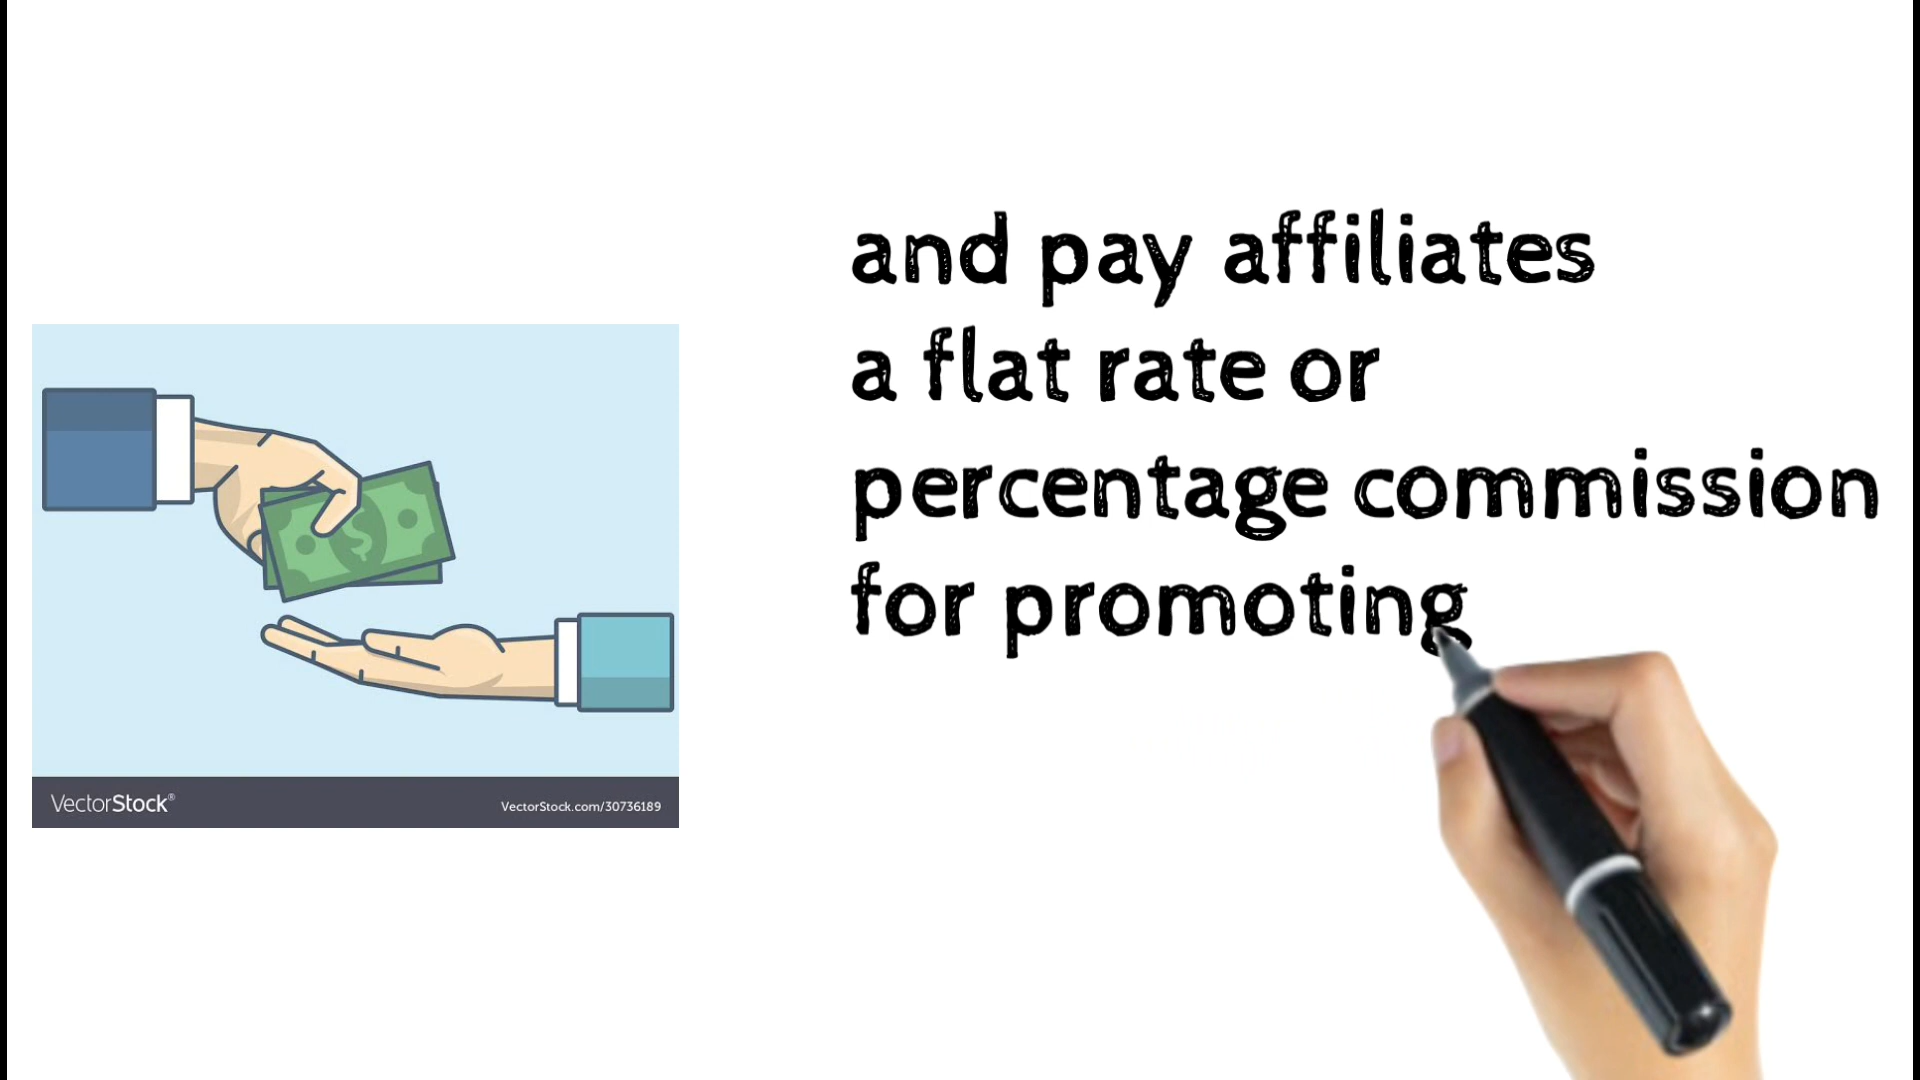 and pay affiliates
a flat rate or
percentage commission
for promoting
VectorStock®
VectorStock.com/30736189